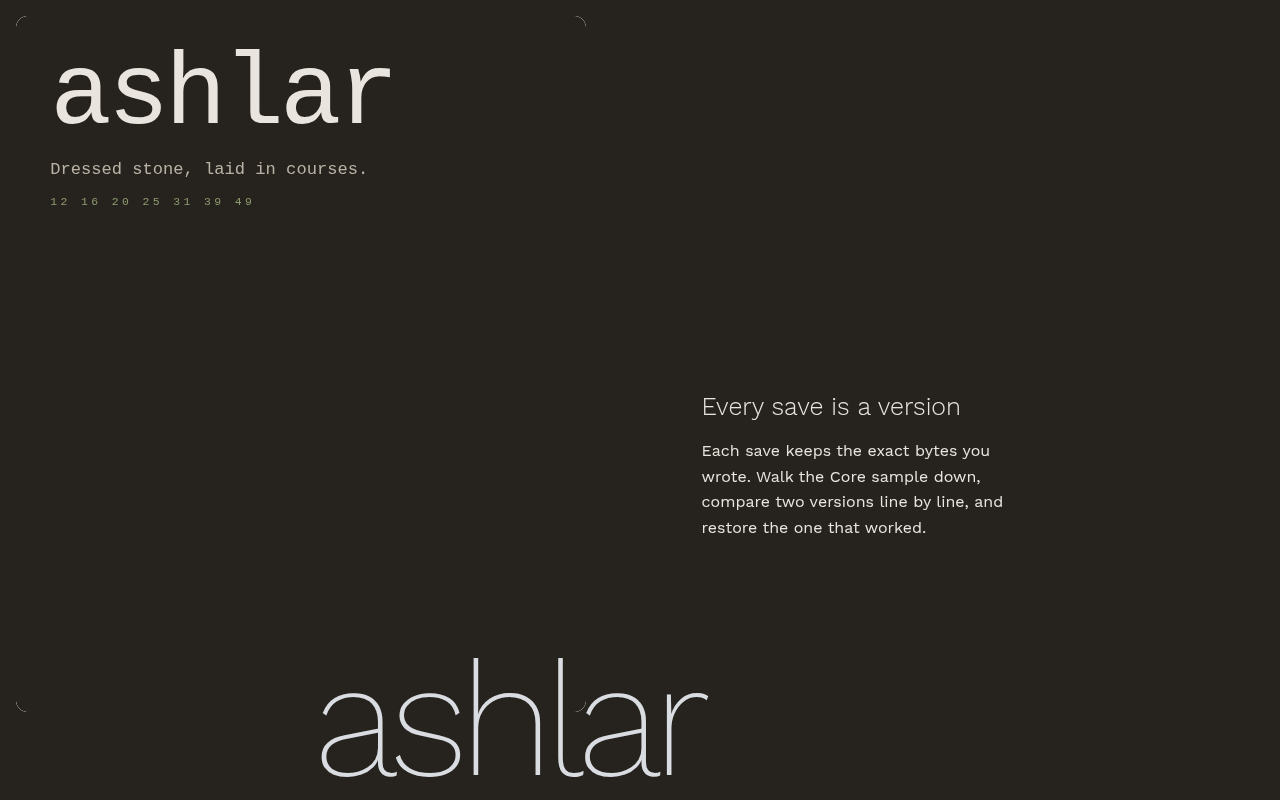 ashlar
Dressed stone, laid in courses.
12 16 20 25 31 39 49
Every save is a version
Each save keeps the exact bytes you
wrote. Walk the Core sample down,
compare two versions line by line, and
restore the one that worked.
ashlar